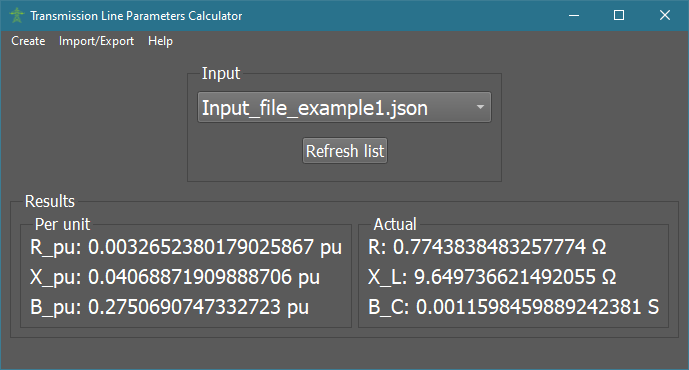 Transmission Line Parameters Calculator
Create Import/Export Help
Input
Input_file_example1.json
Refresh list
Results
Per unit
R_pu: 0.0032652380179025867 pu
X_pu: 0.04068871909888706 pu
B_pu: 0.2750690747332723 pu
Actual
R: 0.7743838483257774 Ω
X_L: 9.649736621492055 Ω
B_C: 0.0011598459889242381 S